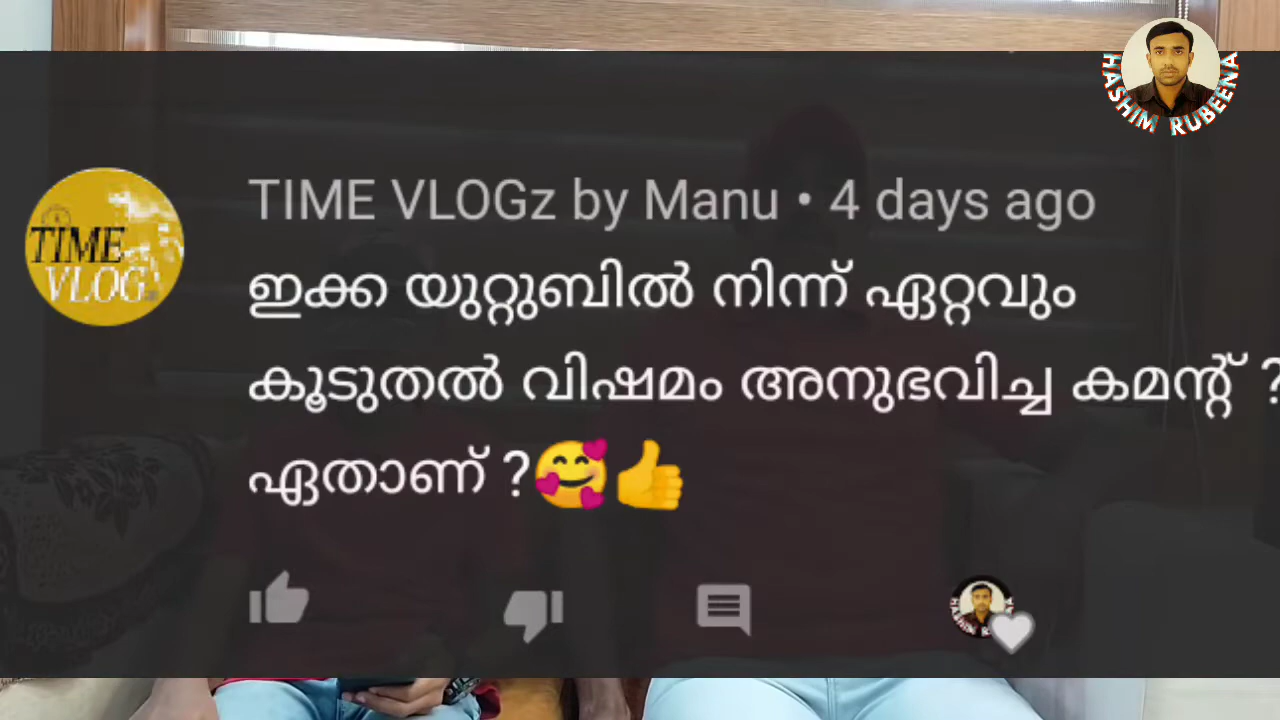 HASHIM RUBEENA
TIME VLOGz by Manu • 4 days ago
TIME
VLOG
ഇക്ക യുറ്റുബിൽ നിന്ന് ഏറ്റവും
കൂടുതൽ വിഷമം അനുഭവിച്ച കമന്റ് ?
ഏതാണ് ?🥰👍